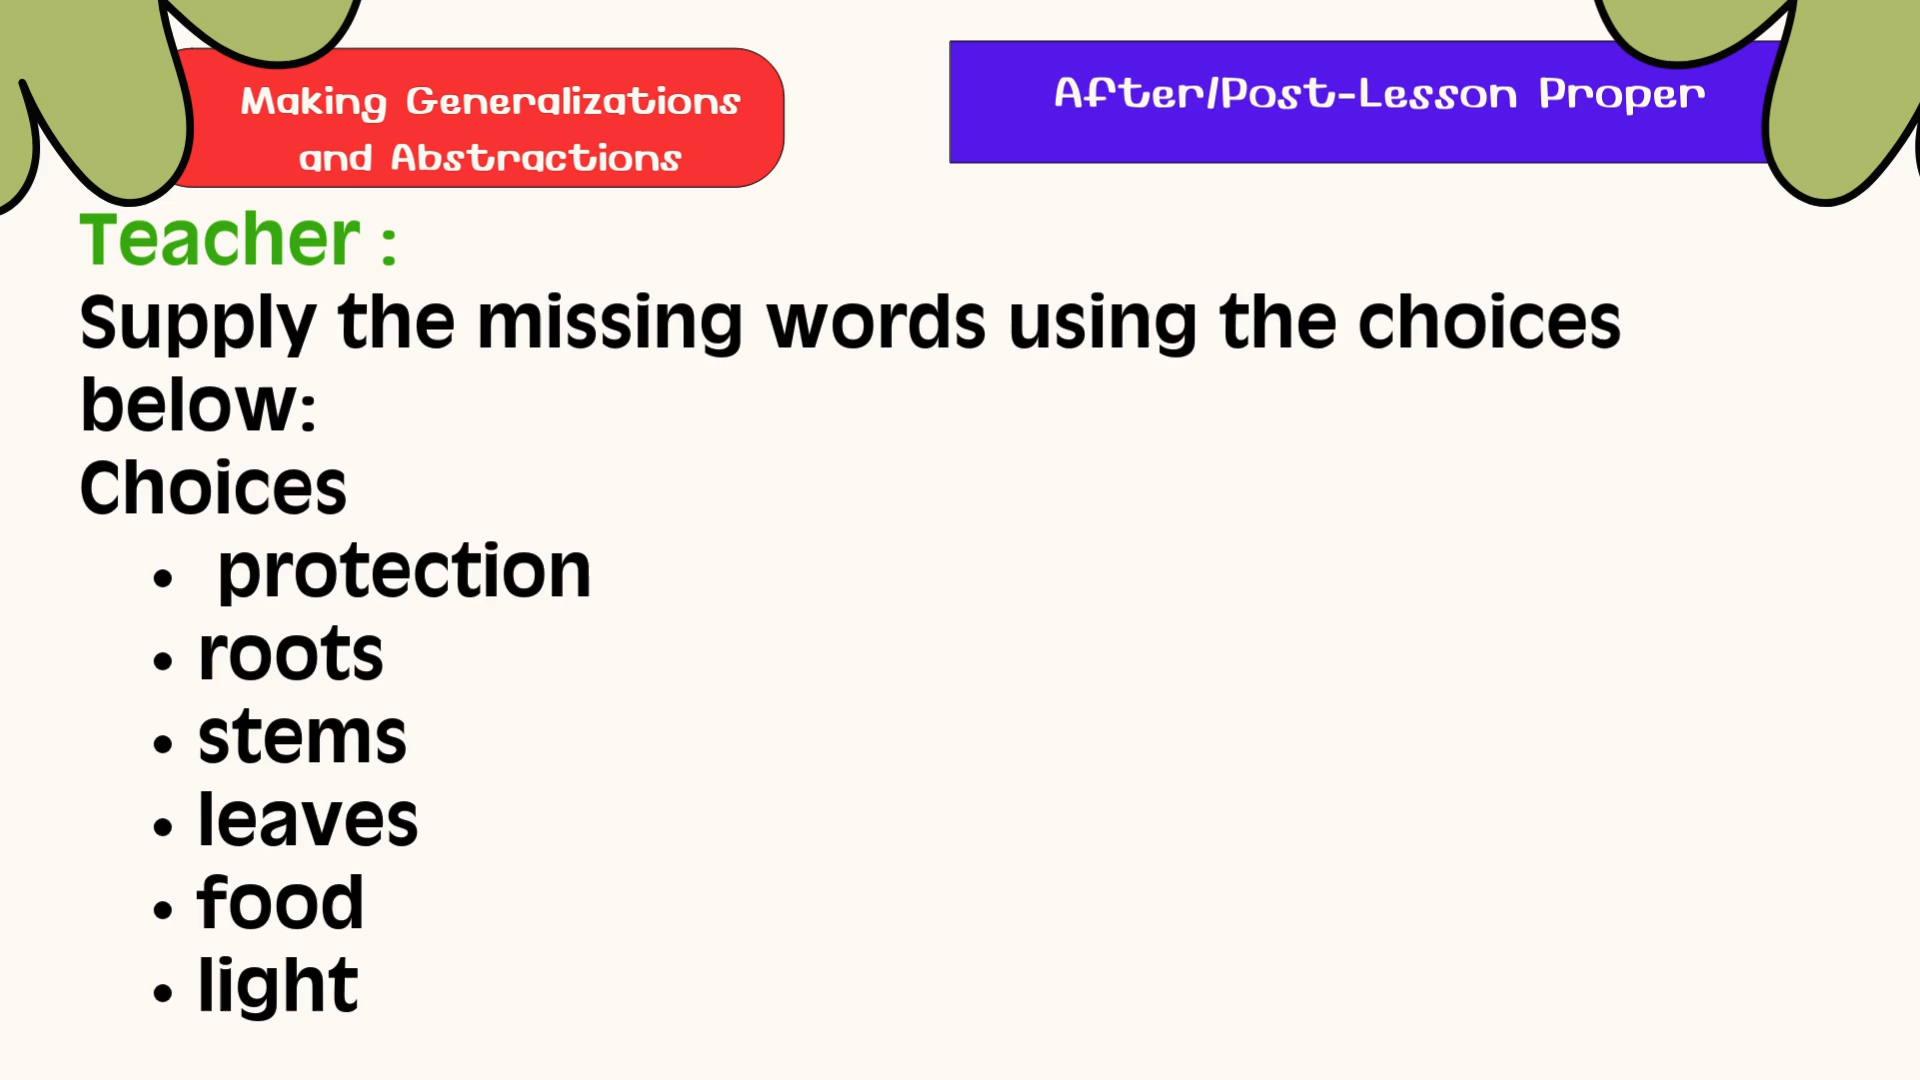 Making Generalizations
and Abstractions
After/Post-Lesson Proper
Teacher :
Supply the missing words using the choices
below:
Choices
• protection
• roots
• stems
• leaves
• food
• light